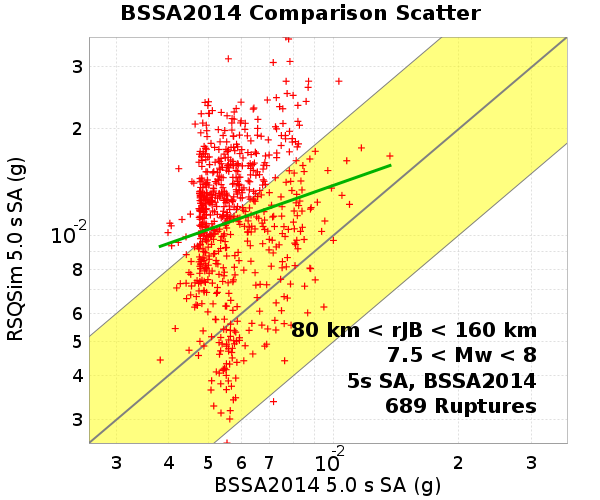 BSSA2014 Comparison Scatter
RSQSim 5.0 s SA (g)
3
2
10-2
8
6
5
4
3
80 km < rJB < 160 km
7.5 < Mw < 8
5s SA, BSSA2014
689 Ruptures
3 4 5 6 7 10-2 2 3
BSSA2014 5.0 s SA (g)